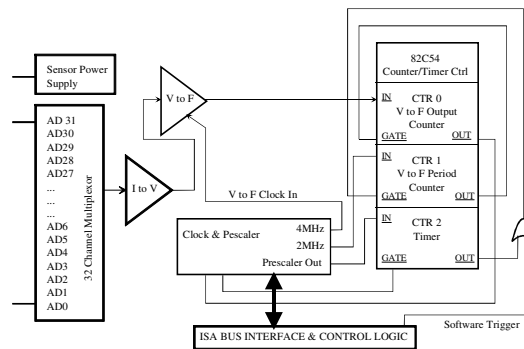 Sensor Power
Supply
AD 31
AD30
AD29
AD28
AD27
...
...
...
AD6
AD5
AD4
AD3
AD2
AD1
AD0
32 Channel Multiplexor
I to V
V to F
V to F Clock In
Clock & Pescaler
4MHz
2MHz
Prescaler Out
82C54
Counter/Timer Ctrl
IN
CTR 0
V to F Output
Counter
GATE
OUT
IN
CTR 1
V to F Period
Counter
GATE
OUT
IN
CTR 2
Timer
GATE
OUT
Software Trigger
ISA BUS INTERFACE & CONTROL LOGIC